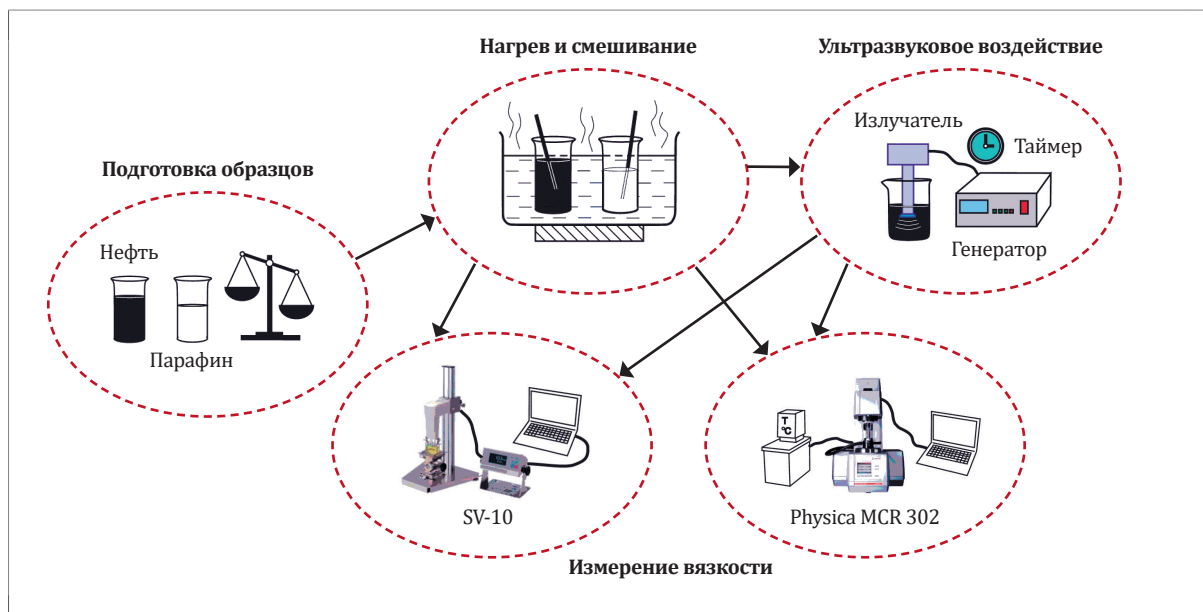 Нагрев и смешивание
Ультразвуковое воздействие
Излучатель
Таймер
Генератор
Подготовка образцов
Нефть
Парафин
SV-10
T
°C
Physica MCR 302
Измерение вязкости